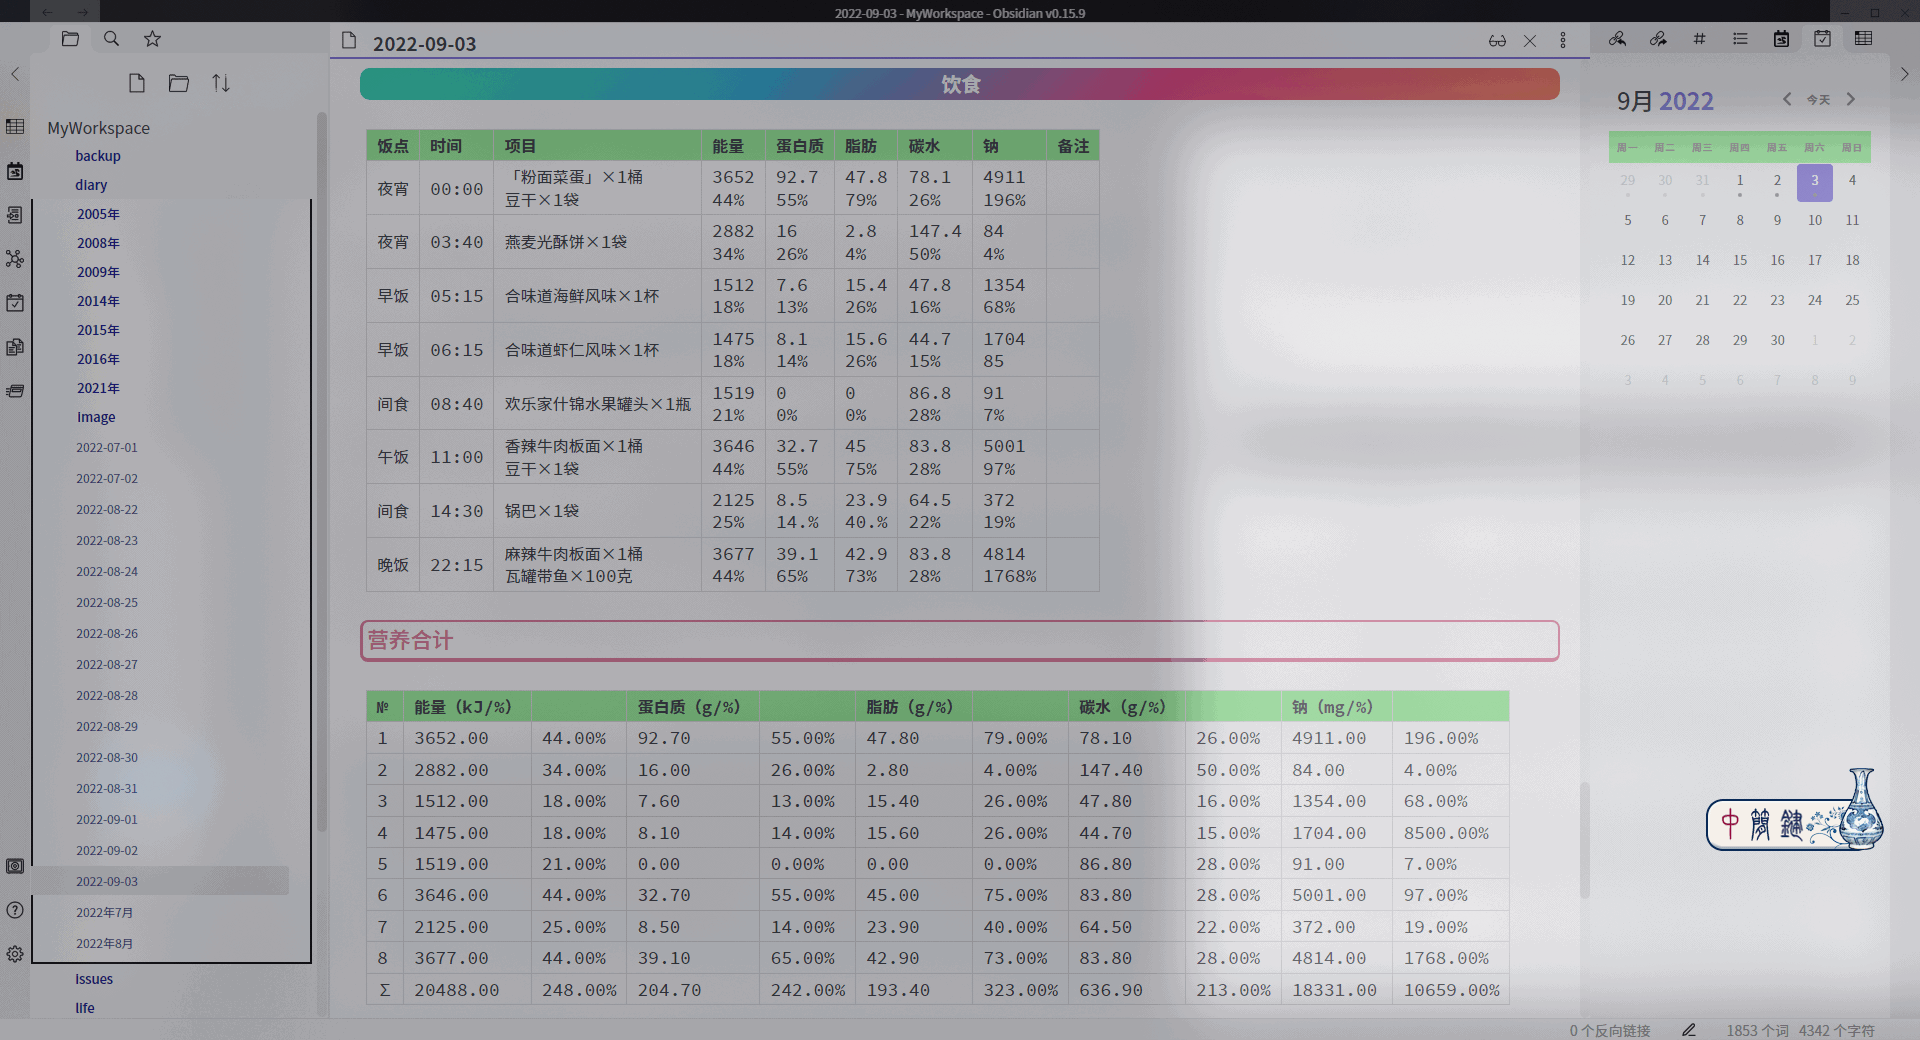 2022-09-03 - MyWorkspace - Obsidian v0.15.9
2022-09-03
MyWorkspace
backup
diary
2005年
2008年
2009年
2014年
2015年
2016年
2021年
image
2022-07-01
2022-07-02
2022-08-22
2022-08-23
2022-08-24
2022-08-25
2022-08-26
2022-08-27
2022-08-28
2022-08-29
2022-08-30
2022-08-31
2022-09-01
2022-09-02
2022-09-03
2022年7月
2022年8月
issues
life
饮食
饭点 时间 项目 能量 蛋白质 脂肪 碳水 钠 备注
夜宵 00:00 「粉面菜蛋」×1桶 3652 92.7 47.8 78.1 4911
豆干×1袋 44% 55% 79% 26% 196%
夜宵 03:40 燕麦光酥饼×1袋 2882 16 2.8 147.4 84
34% 26% 4% 50% 4%
早饭 05:15 合味道海鲜风味×1杯 1512 7.6 15.4 47.8 1354
18% 13% 26% 16% 68%
早饭 06:15 合味道虾仁风味×1杯 1475 8.1 15.6 44.7 1704
18% 14% 26% 15% 85
间食 08:40 欢乐家什锦水果罐头×1瓶 1519 0 0 86.8 91
21% 0% 0% 28% 7%
午饭 11:00 香辣牛肉板面×1桶 3646 32.7 45 83.8 5001
豆干×1袋 44% 55% 75% 28% 97%
间食 14:30 锅巴×1袋 2125 8.5 23.9 64.5 372
25% 14.% 40.% 22% 19%
晚饭 22:15 麻辣牛肉板面×1桶 3677 39.1 42.9 83.8 4814
瓦罐带鱼×100克 44% 65% 73% 28% 1768%
营养合计
№ 能量（kJ/%） 蛋白质（g/%） 脂肪（g/%） 碳水（g/%） 钠（mg/%）
1 3652.00 44.00% 92.70 55.00% 47.80 79.00% 78.10 26.00% 4911.00 196.00%
2 2882.00 34.00% 16.00 26.00% 2.80 4.00% 147.40 50.00% 84.00 4.00%
3 1512.00 18.00% 7.60 13.00% 15.40 26.00% 47.80 16.00% 1354.00 68.00%
4 1475.00 18.00% 8.10 14.00% 15.60 26.00% 44.70 15.00% 1704.00 8500.00%
5 1519.00 21.00% 0.00 0.00% 0.00 0.00% 86.80 28.00% 91.00 7.00%
6 3646.00 44.00% 32.70 55.00% 45.00 75.00% 83.80 28.00% 5001.00 97.00%
7 2125.00 25.00% 8.50 14.00% 23.90 40.00% 64.50 22.00% 372.00 19.00%
8 3677.00 44.00% 39.10 65.00% 42.90 73.00% 83.80 28.00% 4814.00 1768.00%
Σ 20488.00 248.00% 204.70 242.00% 193.40 323.00% 636.90 213.00% 18331.00 10659.00%
9月 2022 今天
周一 周二 周三 周四 周五 周六 周日
29 30 31 1 2 3 4
5 6 7 8 9 10 11
12 13 14 15 16 17 18
19 20 21 22 23 24 25
26 27 28 29 30 1 2
3 4 5 6 7 8 9
中 简 键
0 个反向链接 1853 个词 4342 个字符